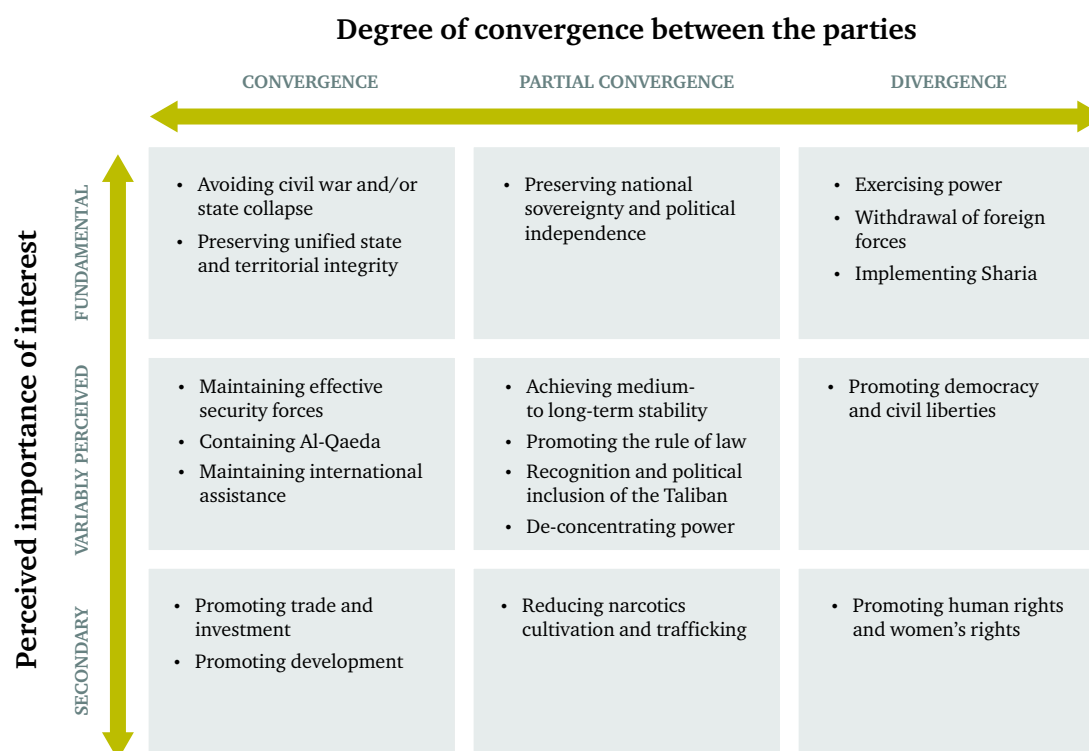 Degree of convergence between the parties
CONVERGENCE
PARTIAL CONVERGENCE
DIVERGENCE
Perceived importance of interest
FUNDAMENTAL
• Avoiding civil war and/or
state collapse
• Preserving unified state
and territorial integrity
• Preserving national
sovereignty and political
independence
• Exercising power
• Withdrawal of foreign
forces
• Implementing Sharia
VARIABLY PERCEIVED
• Maintaining effective
security forces
• Containing Al-Qaeda
• Maintaining international
assistance
• Achieving medium-
to long-term stability
• Promoting the rule of law
• Recognition and political
inclusion of the Taliban
• De-concentrating power
• Promoting democracy
and civil liberties
SECONDARY
• Promoting trade and
investment
• Promoting development
• Reducing narcotics
cultivation and trafficking
• Promoting human rights
and women’s rights